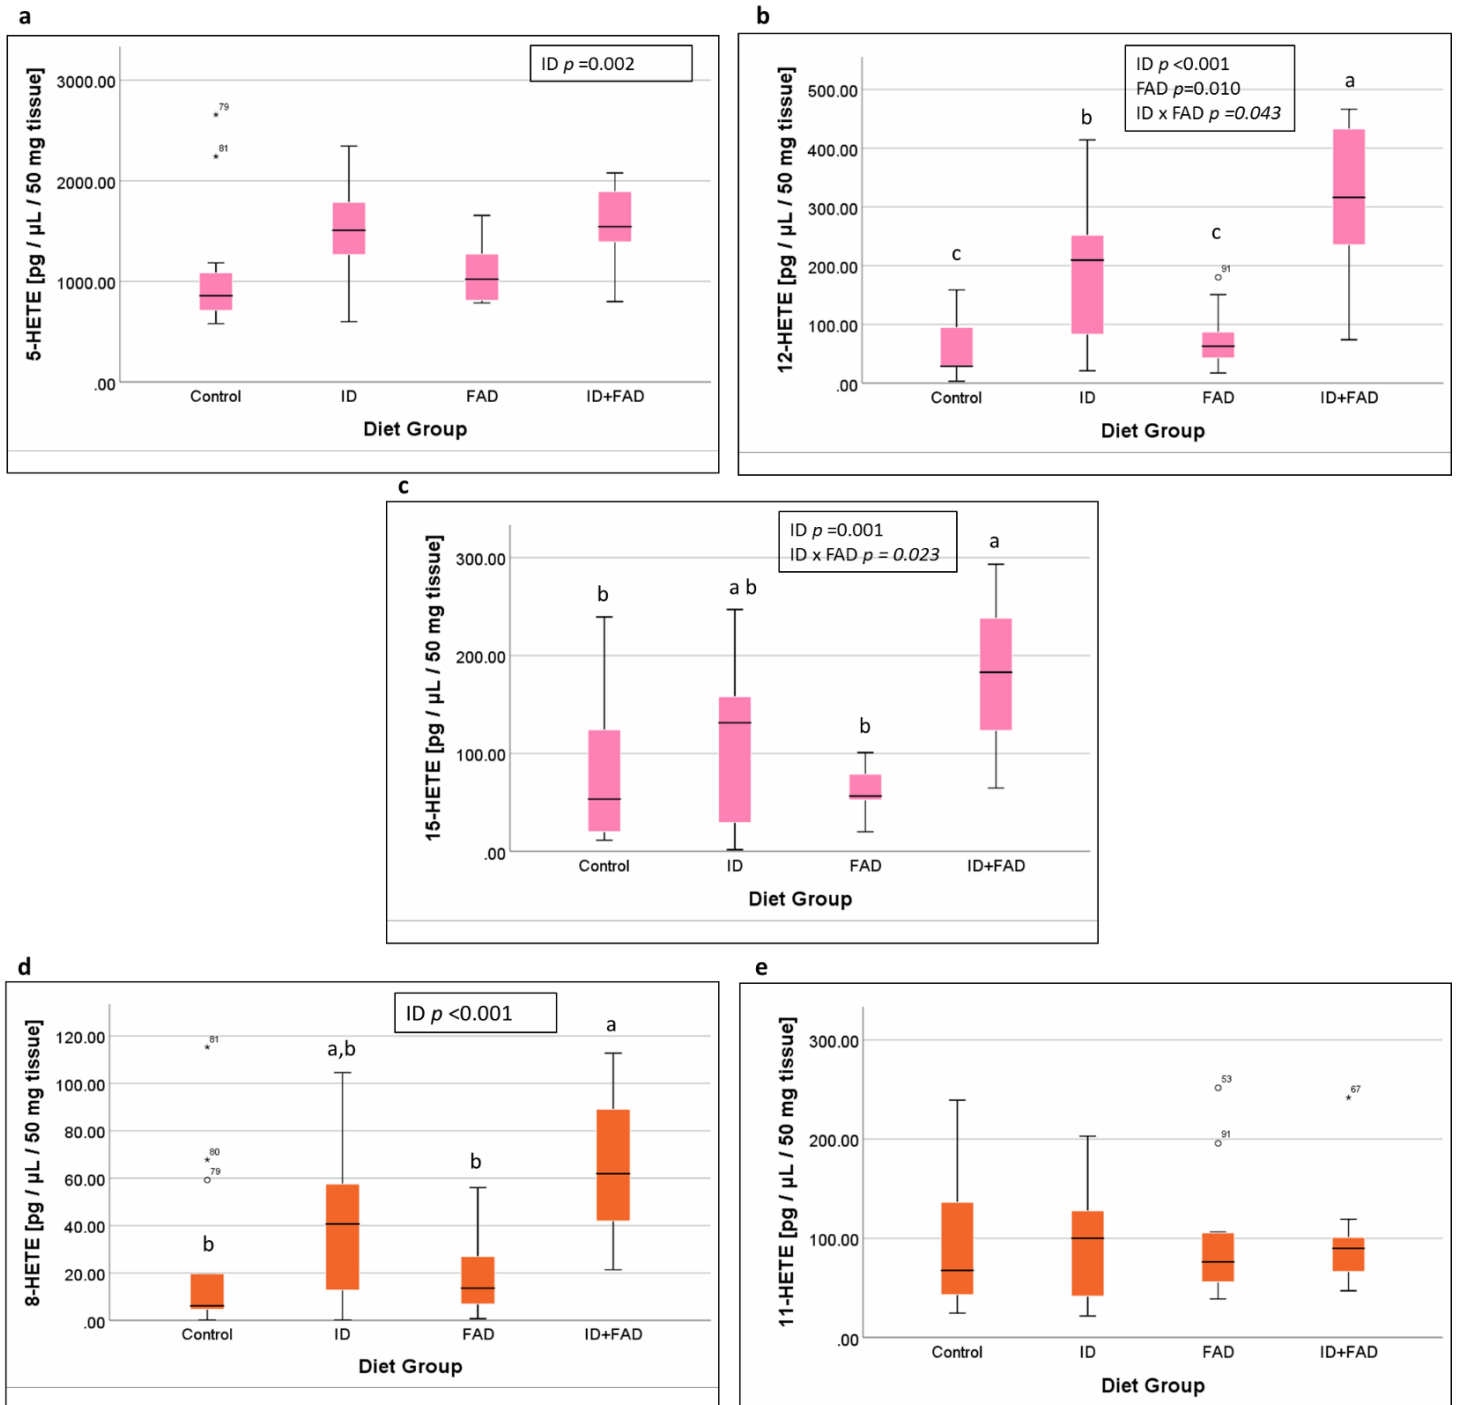 a
ID p =0.002
5-HETE [pg / µL / 50 mg tissue]
3000.00
2000.00
1000.00
.00
79
81
Control ID FAD ID+FAD
Diet Group
b
ID p <0.001
FAD p=0.010
ID x FAD p =0.043
12-HETE [pg / µL / 50 mg tissue]
500.00
400.00
300.00
200.00
100.00
.00
c
b
c
a
91
Control ID FAD ID+FAD
Diet Group
c
ID p =0.001
ID x FAD p = 0.023
15-HETE [pg / µL / 50 mg tissue]
300.00
200.00
100.00
.00
b
a b
b
a
Control ID FAD ID+FAD
Diet Group
d
ID p <0.001
8-HETE [pg / µL / 50 mg tissue]
120.00
100.00
80.00
60.00
40.00
20.00
.00
81
80
79
b
a,b
b
a
Control ID FAD ID+FAD
Diet Group
e
11-HETE [pg / µL / 50 mg tissue]
300.00
200.00
100.00
.00
53
91
67
Control ID FAD ID+FAD
Diet Group